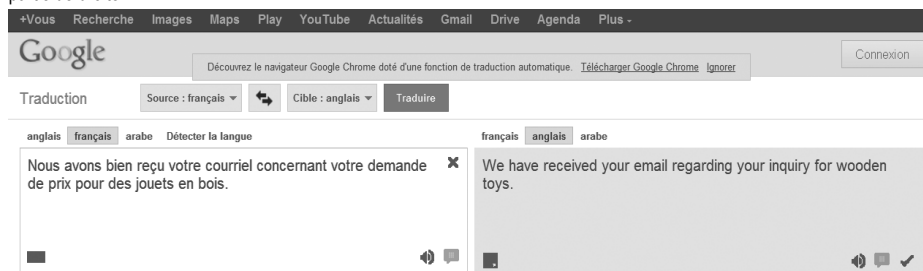 +Vous Recherche Images Maps Play YouTube Actualités Gmail Drive Agenda Plus -
Google
Découvrez le navigateur Google Chrome doté d'une fonction de traduction automatique. Télécharger Google Chrome Ignorer
Connexion
Traduction
Source : français
Cible : anglais
Traduire
anglais français arabe Détecter la langue
Nous avons bien reçu votre courriel concernant votre demande
de prix pour des jouets en bois.
français anglais arabe
We have received your email regarding your inquiry for wooden
toys.